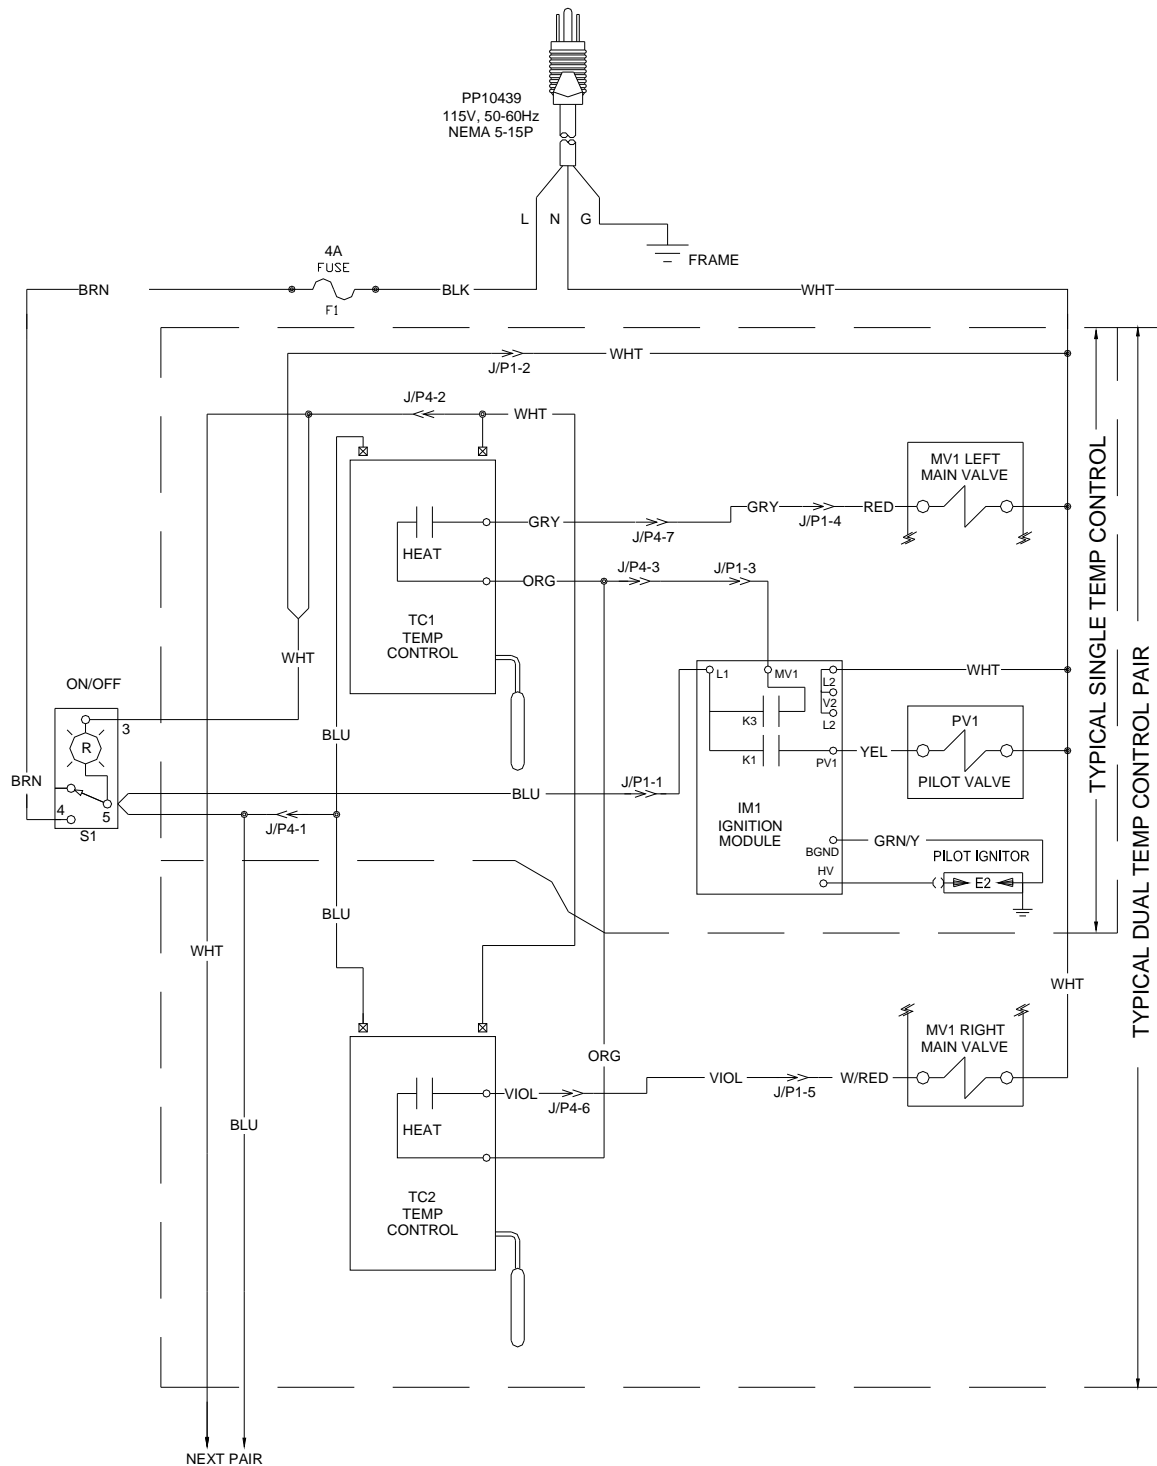 PP10439
115V, 50-60Hz
NEMA 5-15P
L
N
G
FRAME
4A
FUSE
F1
BRN
BLK
WHT
J/P1-2
WHT
J/P4-2
WHT
MV1 LEFT
MAIN VALVE
GRY
J/P4-7
GRY
J/P1-4
RED
HEAT
ORG
J/P4-3
J/P1-3
TC1
TEMP
CONTROL
WHT
ON/OFF
3
R
BRN
4
5
S1
BLU
J/P4-1
BLU
J/P1-1
L1
MV1
L2
V2
L2
K3
K1
PV1
WHT
YEL
PV1
PILOT VALVE
IM1
IGNITION
MODULE
BGND
GRN/Y
PILOT IGNITOR
HV
E2
TYPICAL SINGLE TEMP CONTROL
TYPICAL DUAL TEMP CONTROL PAIR
BLU
WHT
WHT
MV1 RIGHT
MAIN VALVE
ORG
VIOL
J/P4-6
VIOL
J/P1-5
W/RED
HEAT
BLU
TC2
TEMP
CONTROL
NEXT PAIR